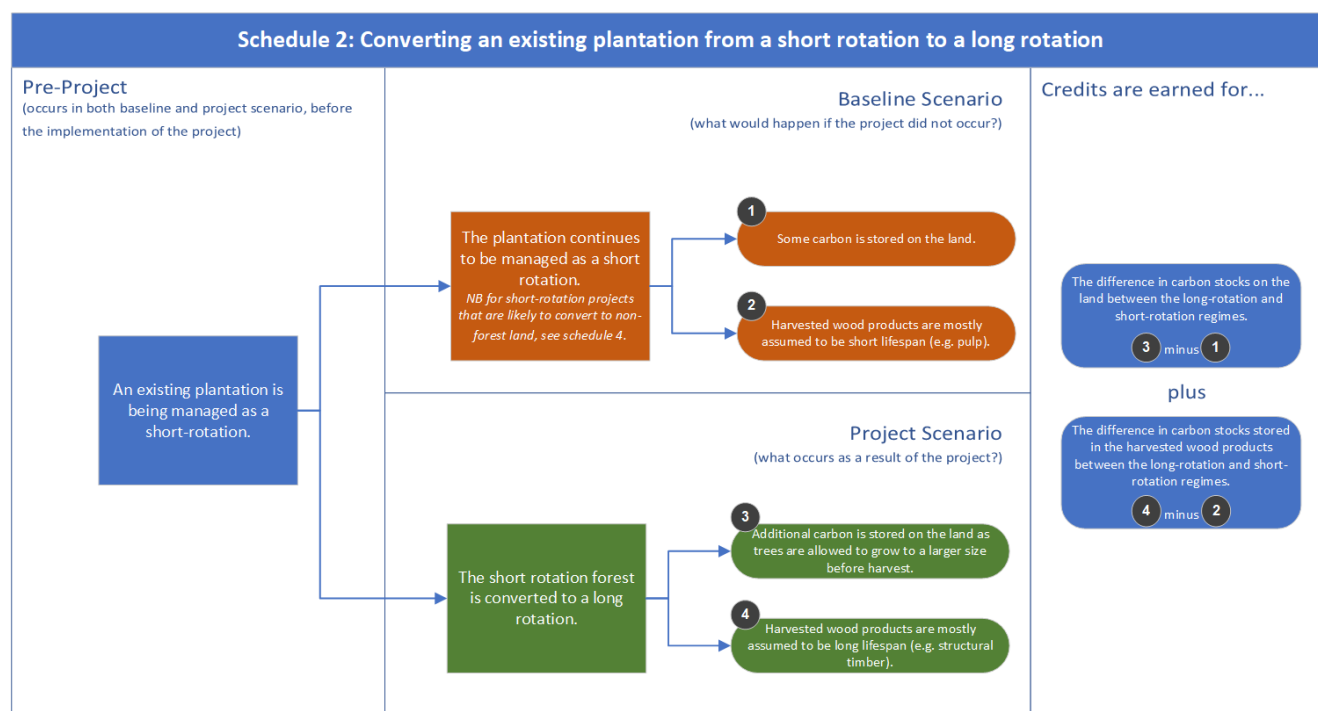 Schedule 2: Converting an existing plantation from a short rotation to a long rotation
Pre-Project
(occurs in both baseline and project scenario, before
the implementation of the project)
An existing plantation is
being managed as a
short-rotation.
Baseline Scenario
(what would happen if the project did not occur?)
The plantation continues
to be managed as a short
rotation.
NB for short-rotation projects
that are likely to convert to non-
forest land, see schedule 4.
1
Some carbon is stored on the land.
2
Harvested wood products are mostly
assumed to be short lifespan (e.g. pulp).
Project Scenario
(what occurs as a result of the project?)
The short rotation forest
is converted to a long
rotation.
3
Additional carbon is stored on the land as
trees are allowed to grow to a larger size
before harvest.
4
Harvested wood products are mostly
assumed to be long lifespan (e.g. structural
timber).
Credits are earned for...
The difference in carbon stocks on the
land between the long-rotation and
short-rotation regimes.
3 minus 1
plus
The difference in carbon stocks stored
in the harvested wood products
between the long-rotation and short-
rotation regimes.
4 minus 2